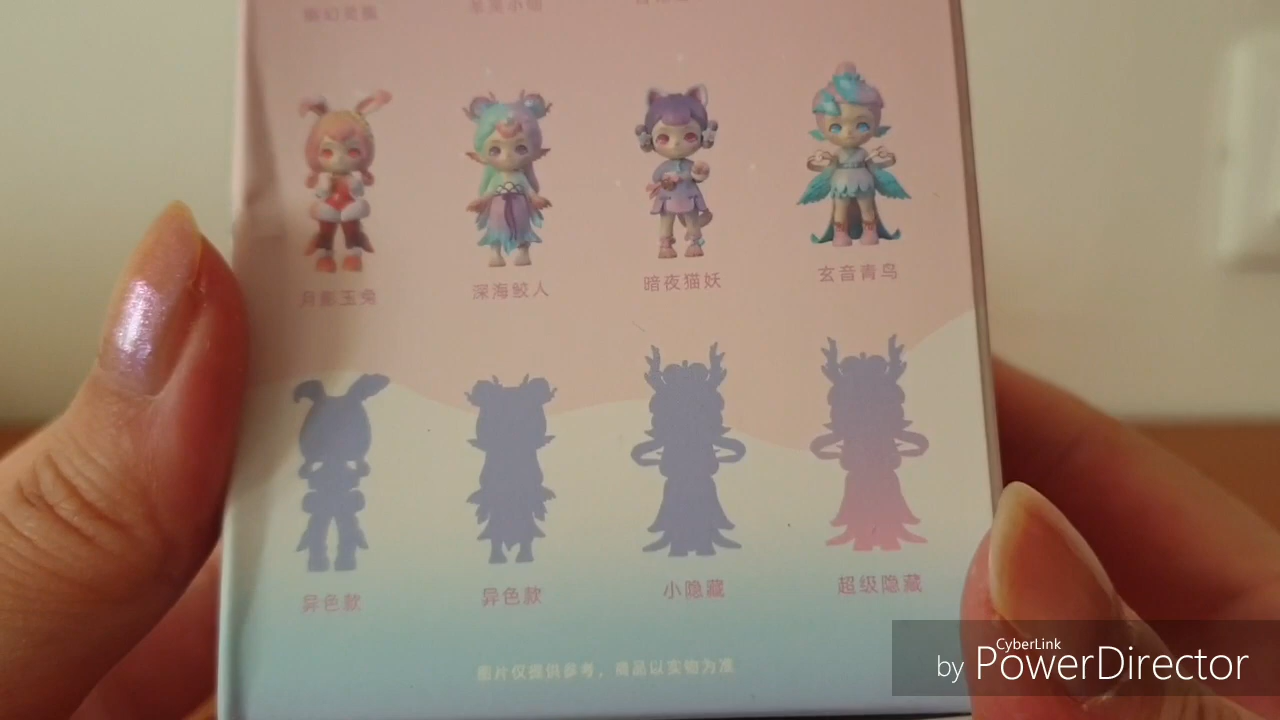 月影玉兔
深海鲛人
暗夜猫妖
玄音青鸟
异色款
异色款
小隐藏
超级隐藏
图片仅提供参考，商品以实物为准
CyberLink
by PowerDirector